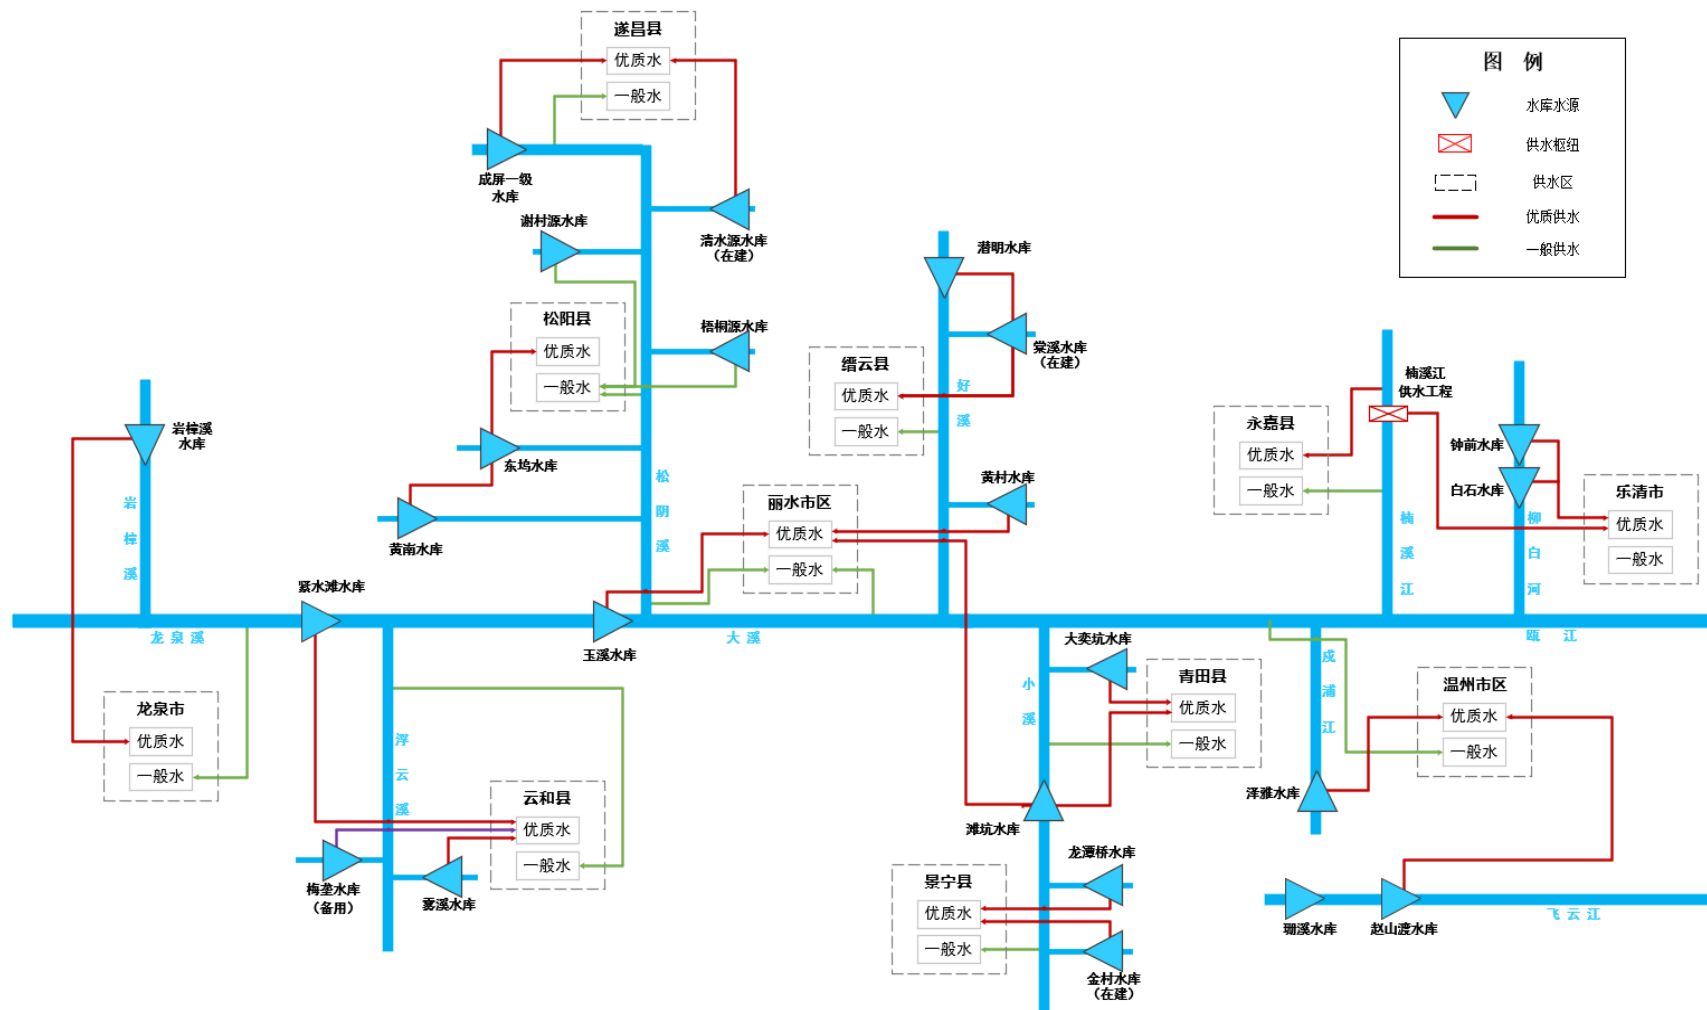 遂昌县
优质水
一般水
图 例
水库水源
供水枢纽
供水区
优质供水
一般供水
成屏一级
水库
谢村源水库
清水源水库
(在建)
潜明水库
松阳县
优质水
一般水
梧桐源水库
棠溪水库
(在建)
缙云县
优质水
一般水
好溪
楠溪江
供水工程
岩樟溪
水库
永嘉县
优质水
一般水
钟前水库
白石水库
乐清市
优质水
一般水
东坞水库
黄村水库
松阴溪
丽水市区
优质水
一般水
岩樟溪
楠溪江
柳白河
黄南水库
紧水滩水库
龙泉溪
玉溪水库
大溪
大奕坑水库
瓯江
戍浦江
小溪
青田县
优质水
一般水
温州市区
优质水
一般水
龙泉市
优质水
一般水
浮云溪
云和县
优质水
一般水
滩坑水库
泽雅水库
龙潭桥水库
梅垄水库
(备用)
雾溪水库
景宁县
优质水
一般水
珊溪水库
赵山渡水库
飞云江
金村水库
(在建)